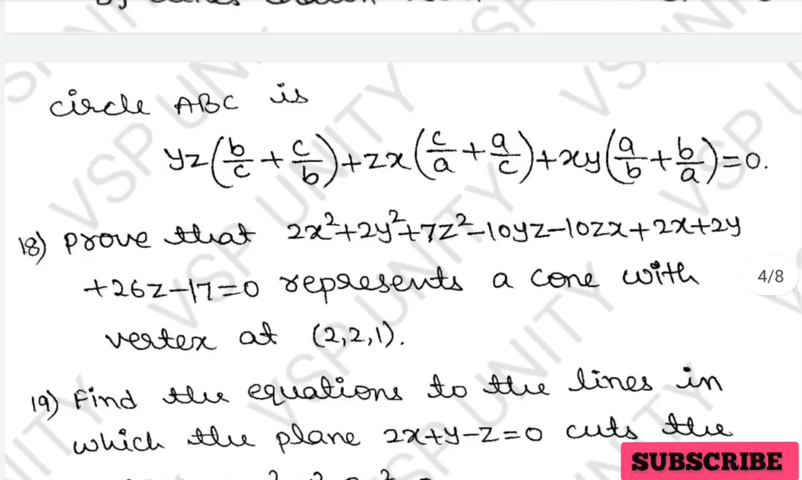 circle ABC is
yz(b/c + c/b)+zx(c/a + a/c)+xy(a/b + b/a)=0.
18) prove that 2x²+2y²+7z²-10yz-10zx+2x+2y
+26z-17=0 represents a cone with
4/8
vertex at (2,2,1).
19) Find the equations to the lines in
which the plane 2x+y-z=0 cuts the
SUBSCRIBE
VSP UNITY